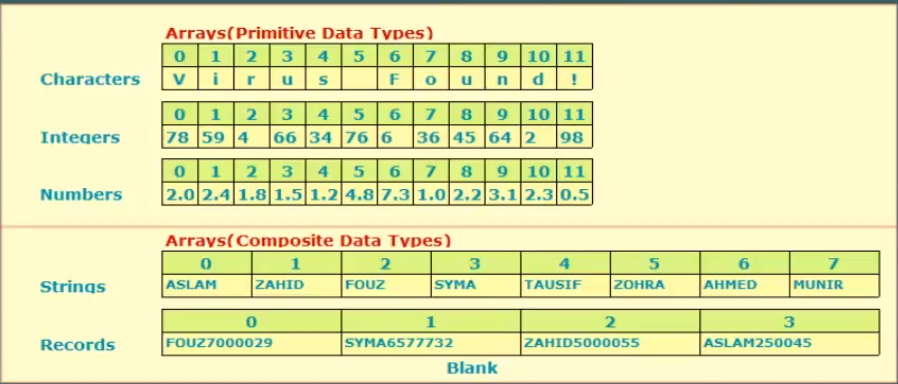 Arrays(Primitive Data Types)
0 1 2 3 4 5 6 7 8 9 10 11
Characters V i r u s F o u n d !
0 1 2 3 4 5 6 7 8 9 10 11
Integers 78 59 4 66 34 76 6 36 45 64 2 98
0 1 2 3 4 5 6 7 8 9 10 11
Numbers 2.0 2.4 1.8 1.5 1.2 4.8 7.3 1.0 2.2 3.1 2.3 0.5
Arrays(Composite Data Types)
0 1 2 3 4 5 6 7
Strings ASLAM ZAHID FOUZ SYMA TAUSIF ZOHRA AHMED MUNIR
0 1 2 3
Records FOUZ7000029 SYMA6577732 ZAHID5000055 ASLAM250045
Blank